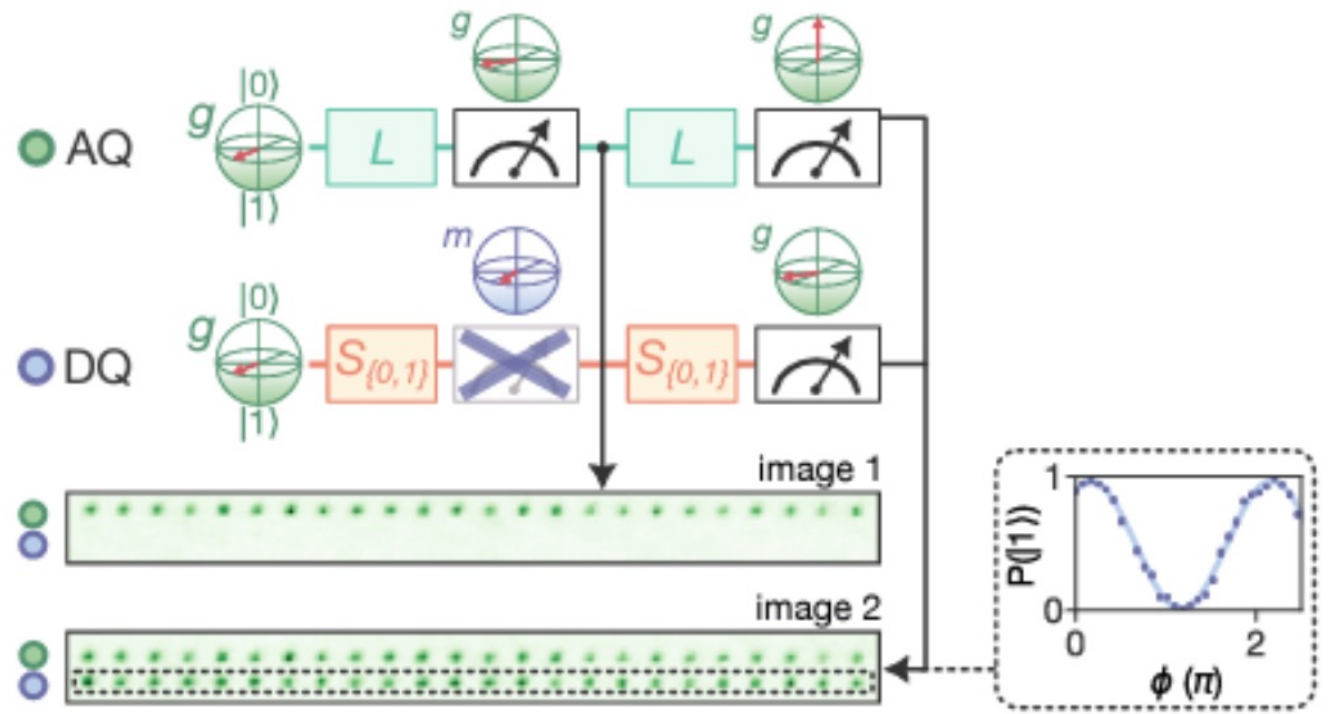 g g
|0⟩
g
AQ L L
|1⟩
m g
|0⟩
g
DQ S{0,1} S{0,1}
|1⟩
image 1
image 2
1
P(|1⟩)
0
0 2
ϕ (π)